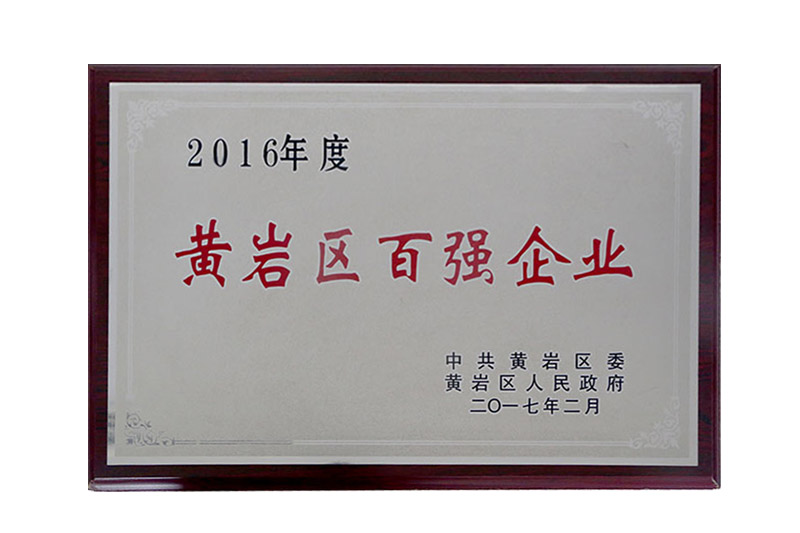 2016年度
黄岩区百强企业
中共黄岩区委
黄岩区人民政府
二〇一七年二月